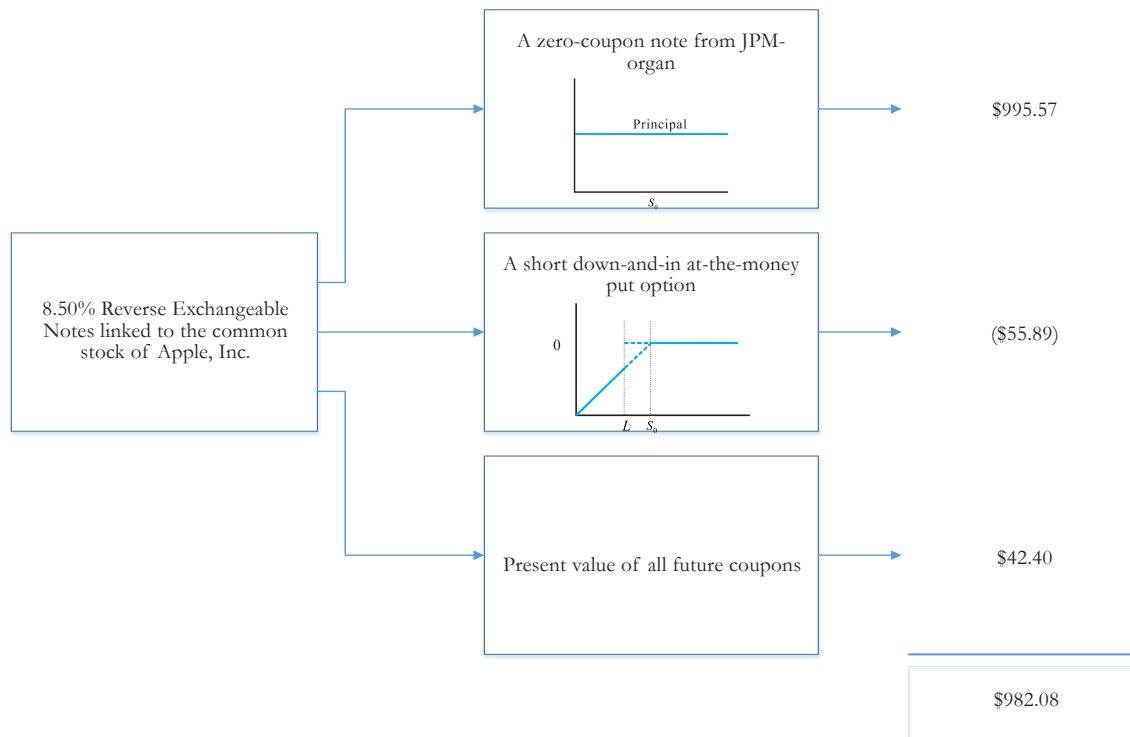 A zero-coupon note from JPM-
organ
Principal
S₀
$995.57
8.50% Reverse Exchangeable
Notes linked to the common
stock of Apple, Inc.
A short down-and-in at-the-money
put option
0
L S₀
($55.89)
Present value of all future coupons
$42.40
$982.08